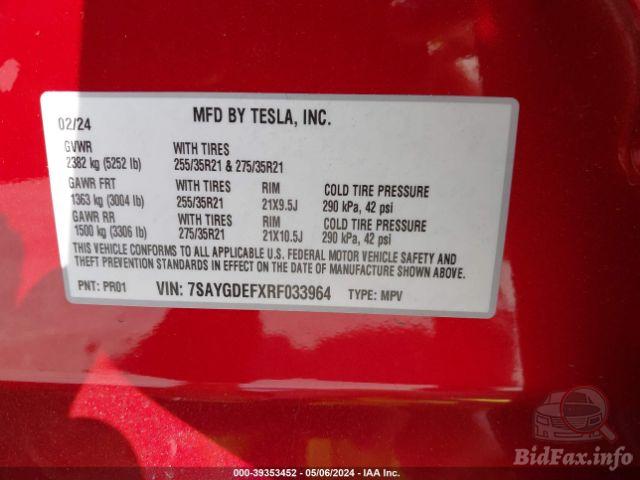 02/24 MFD BY TESLA, INC.
GVWR WITH TIRES
2382 kg (5252 lb) 255/35R21 & 275/35R21
GAWR FRT WITH TIRES RIM COLD TIRE PRESSURE
1363 kg (3004 lb) 255/35R21 21X9.5J 290 kPa, 42 psi
GAWR RR WITH TIRES RIM COLD TIRE PRESSURE
1500 kg (3306 lb) 275/35R21 21X10.5J 290 kPa, 42 psi
THIS VEHICLE CONFORMS TO ALL APPLICABLE U.S. FEDERAL MOTOR VEHICLE SAFETY AND
THEFT PREVENTION STANDARDS IN EFFECT ON THE DATE OF MANUFACTURE SHOWN ABOVE.
PNT: PR01 VIN: 7SAYGDEFXRF033964 TYPE: MPV
BidFax.info
000-39353452 - 05/06/2024 - IAA Inc.